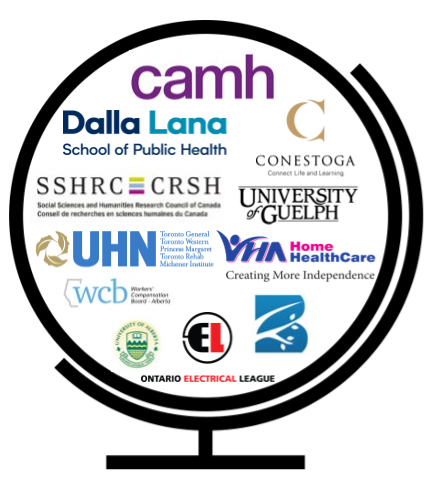 camh
Dalla Lana
School of Public Health
C
CONESTOGA
Connect Life and Learning
SSHRC CRSH
Social Sciences and Humanities Research Council of Canada
Conseil de recherches en sciences humaines du Canada
UNIVERSITY
of GUELPH
UHN
Toronto General
Toronto Western
Princess Margaret
Toronto Rehab
Michener Institute
VHA Home
HealthCare
Creating More Independence
wcb
Workers'
Compensation
Board - Alberta
UNIVERSITY OF ALBERTA
EL
ONTARIO ELECTRICAL LEAGUE